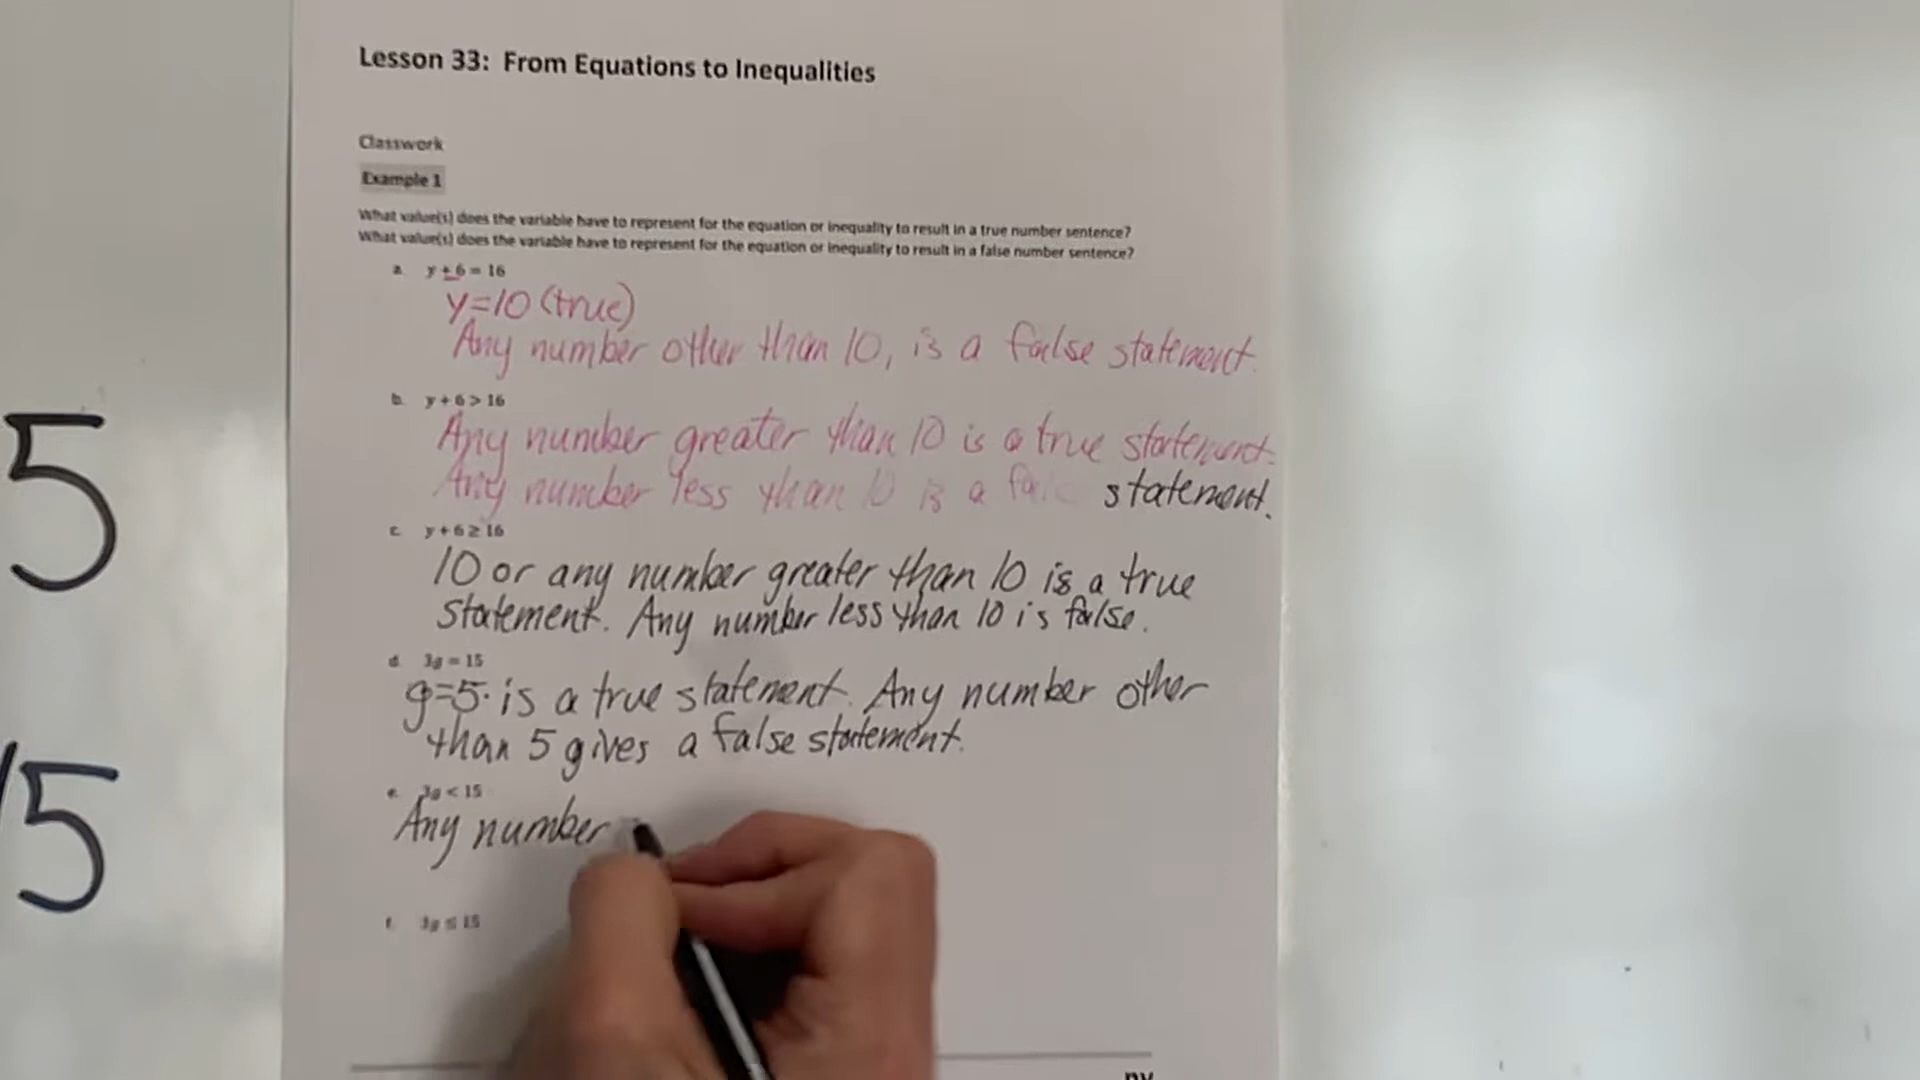 Lesson 33: From Equations to Inequalities
Classwork
Example 1
What value(s) does the variable have to represent for the equation or inequality to result in a true number sentence?
What value(s) does the variable have to represent for the equation or inequality to result in a false number sentence?
a. y + 6 = 16
y=10 (true)
Any number other than 10, is a false statement.
b. y + 6 > 16
Any number greater than 10 is a true statement.
Any number less than 10 is a statement.
c. y + 6 ≥ 16
10 or any number greater than 10 is a true
statement. Any number less than 10 is false.
d. 3g = 15
g=5 is a true statement. Any number other
than 5 gives a false statement.
e. 3g < 15
Any number
f. 3g ≤ 15
5
15